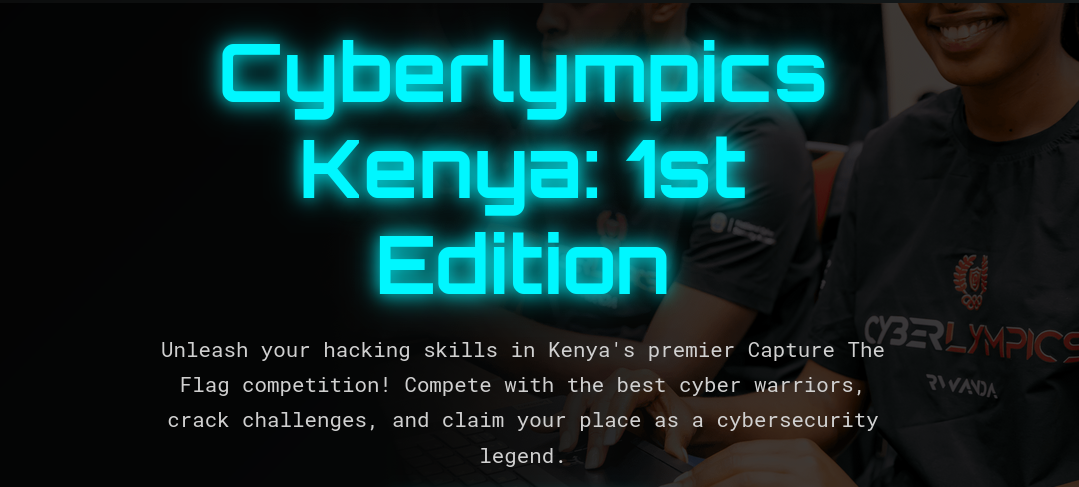 Cyberlympics
Kenya: 1st
Edition
Unleash your hacking skills in Kenya's premier Capture The
Flag competition! Compete with the best cyber warriors,
crack challenges, and claim your place as a cybersecurity
legend.
CYBERLYMPICS
RWANDA